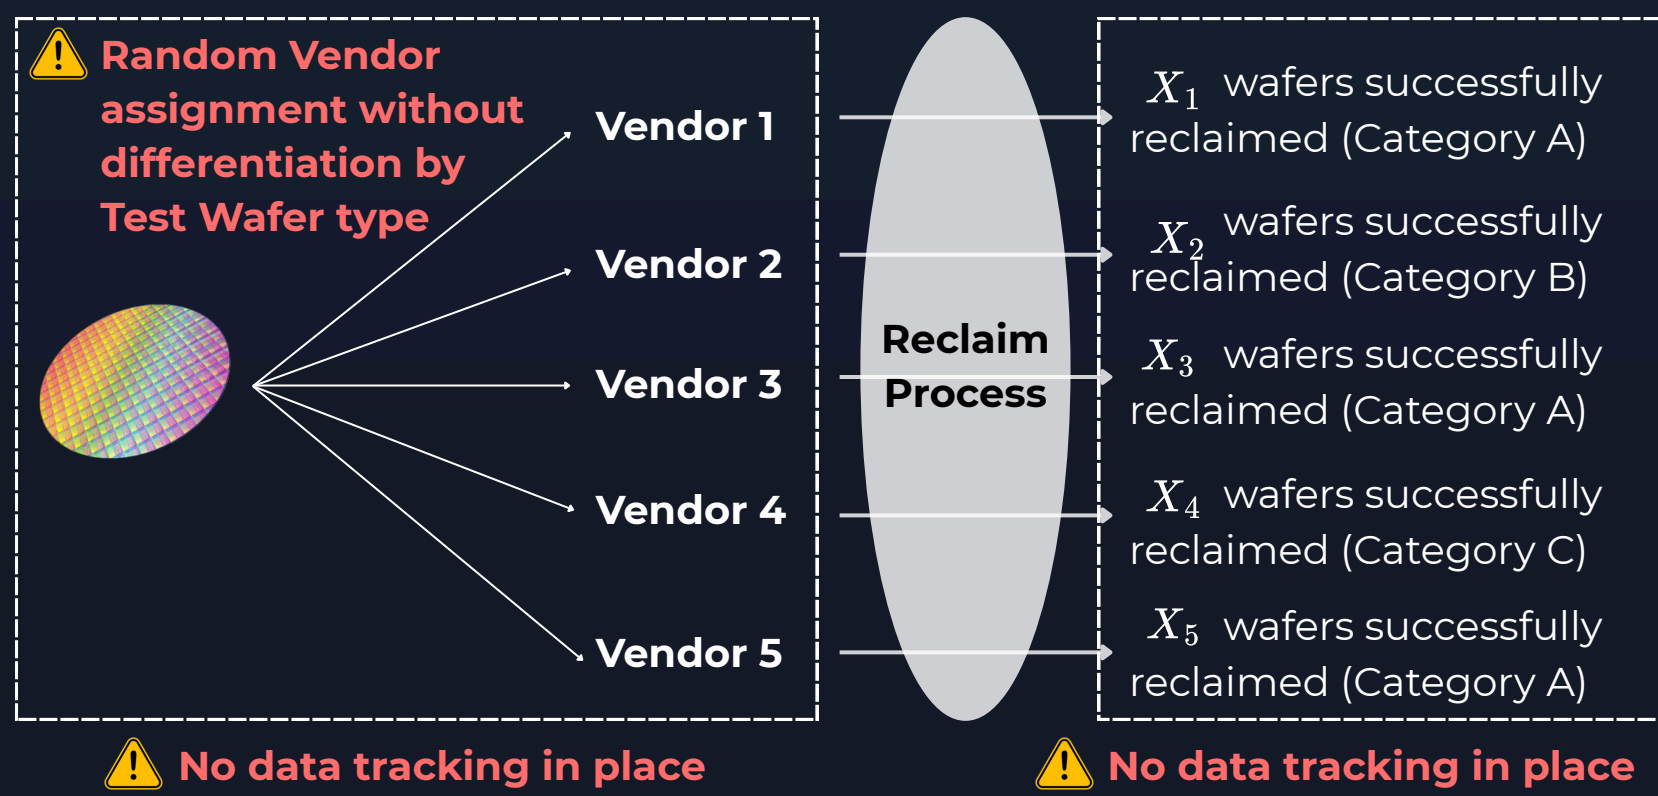 Random Vendor
assignment without
differentiation by
Test Wafer type
Vendor 1
Vendor 2
Vendor 3
Vendor 4
Vendor 5
Reclaim
Process
X₁ wafers successfully
reclaimed (Category A)
X₂ wafers successfully
reclaimed (Category B)
X₃ wafers successfully
reclaimed (Category A)
X₄ wafers successfully
reclaimed (Category C)
X₅ wafers successfully
reclaimed (Category A)
No data tracking in place
No data tracking in place